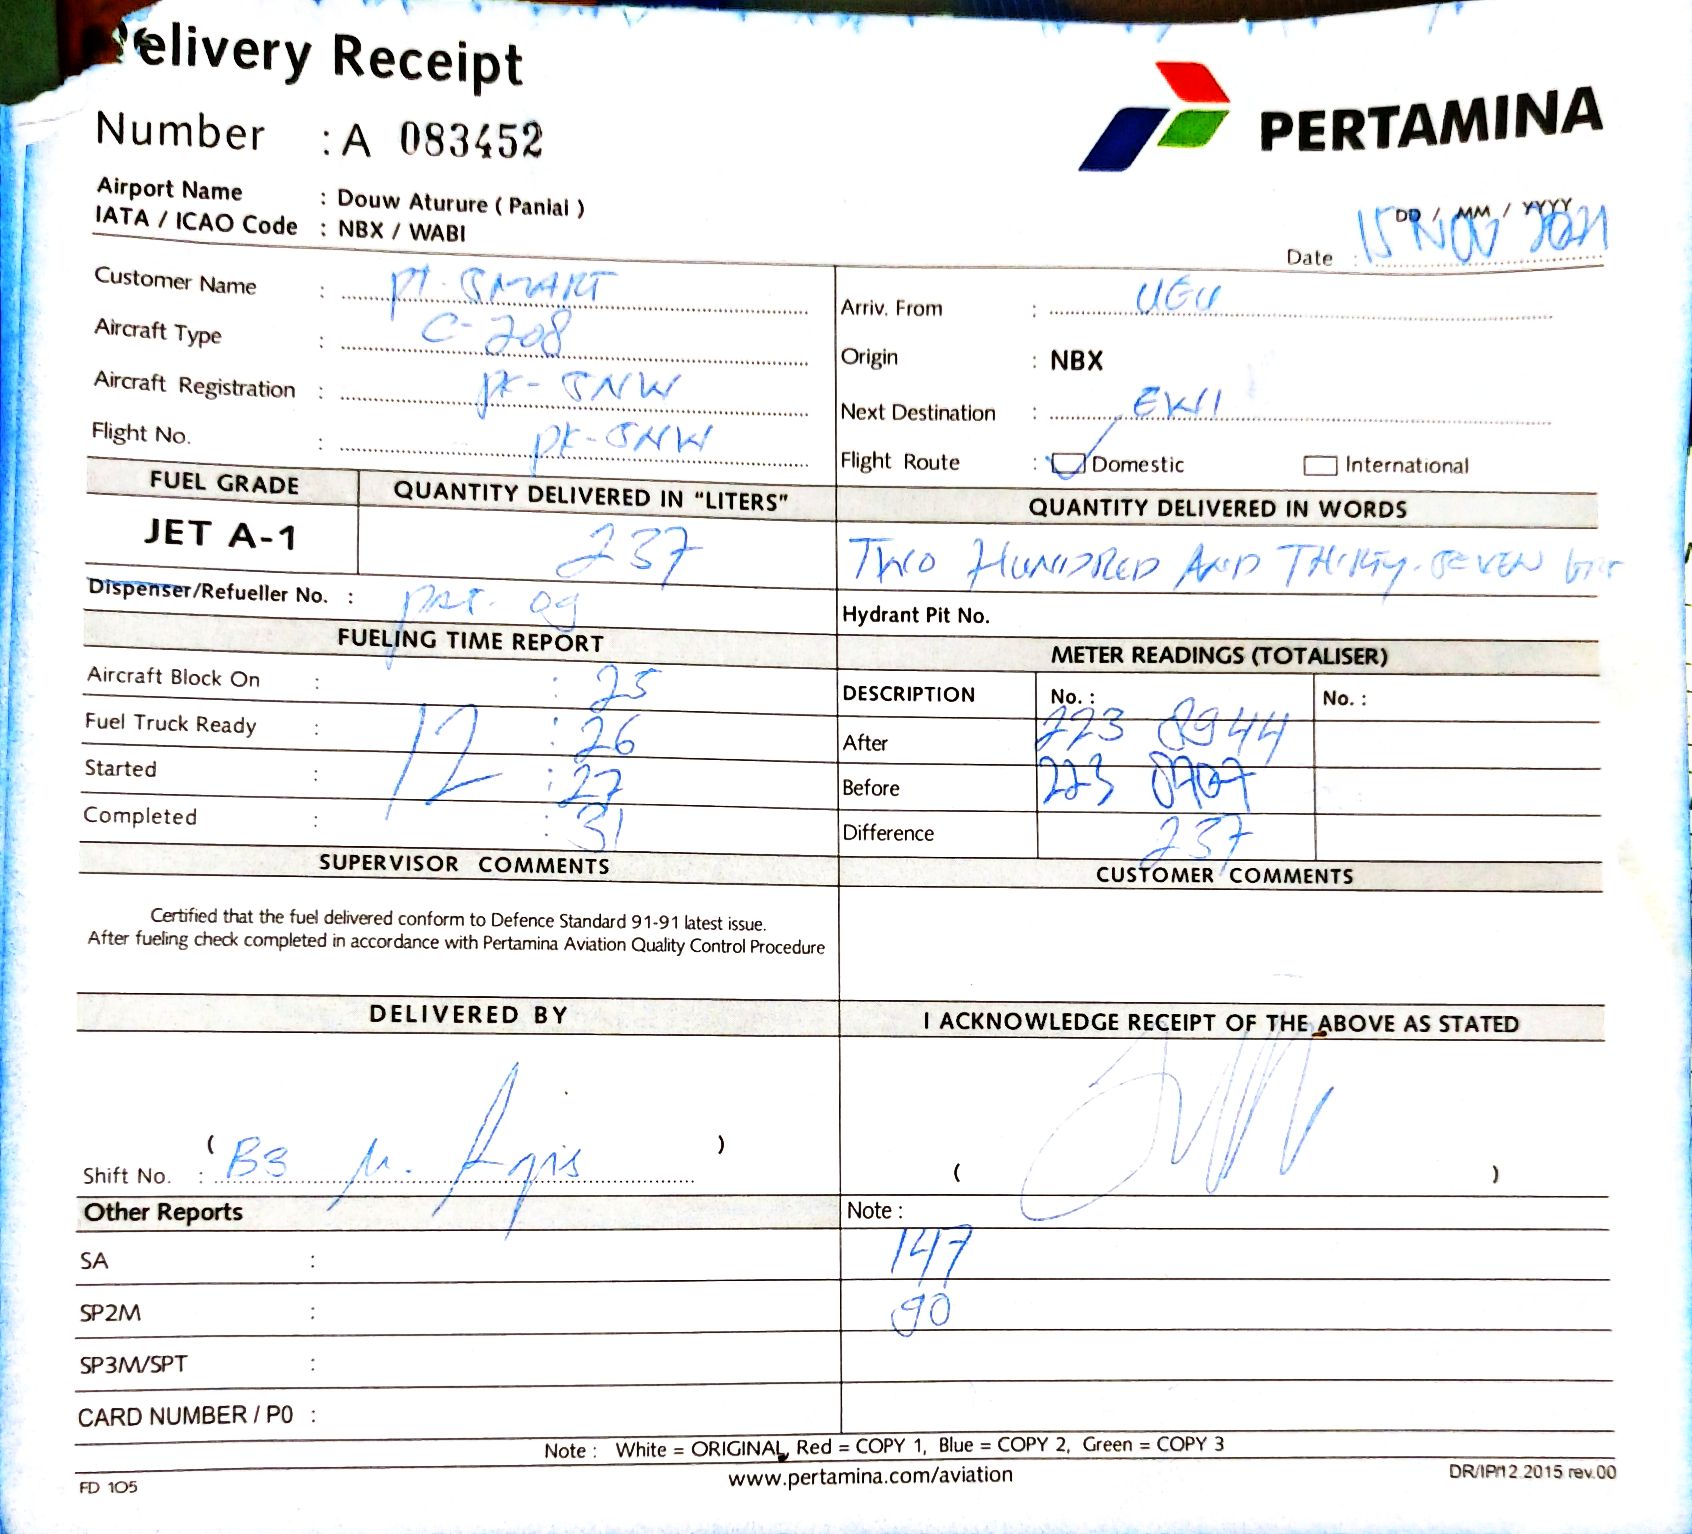 Delivery Receipt
PERTAMINA
Number : A 083452
Airport Name : Douw Aturure ( Paniai )
IATA / ICAO Code : NBX / WABI
DD / MM / YYYY
Date : 15 NOV 2021
Customer Name : PT. SMART
Aircraft Type : C-208
Aircraft Registration : PK-SNW
Flight No. : PK-SNW
Arriv. From : UGU
Origin : NBX
Next Destination : EWI
Flight Route : Domestic International
FUEL GRADE QUANTITY DELIVERED IN "LITERS" QUANTITY DELIVERED IN WORDS
JET A-1 237 TWO HUNDRED AND THIRTY-SEVEN
Dispenser/Refueller No. : 09
Hydrant Pit No.
FUELING TIME REPORT
Aircraft Block On : : 25
Fuel Truck Ready : 12 : 26
Started : : 27
Completed : : 31
METER READINGS (TOTALISER)
DESCRIPTION No. : No. :
After 223 8944
Before 223 8707
Difference 237
SUPERVISOR COMMENTS
Certified that the fuel delivered conform to Defence Standard 91-91 latest issue.
After fueling check completed in accordance with Pertamina Aviation Quality Control Procedure
CUSTOMER COMMENTS
DELIVERED BY
I ACKNOWLEDGE RECEIPT OF THE ABOVE AS STATED
( )
Shift No. : B3 M.
( )
Other Reports
Note :
SA : 147
SP2M : 90
SP3M/SPT :
CARD NUMBER / P0 :
Note : White = ORIGINAL, Red = COPY 1, Blue = COPY 2, Green = COPY 3
FD 105
www.pertamina.com/aviation
DR/IP/12.2015 rev.00